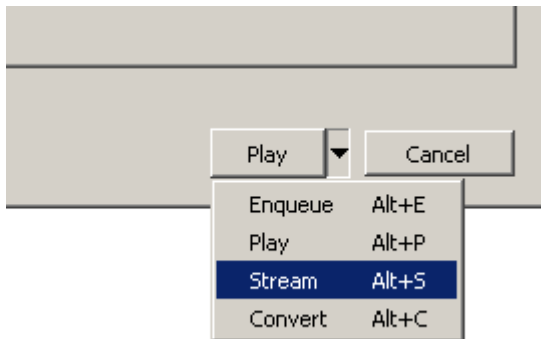 Play Cancel
Enqueue Alt+E
Play Alt+P
Stream Alt+S
Convert Alt+C